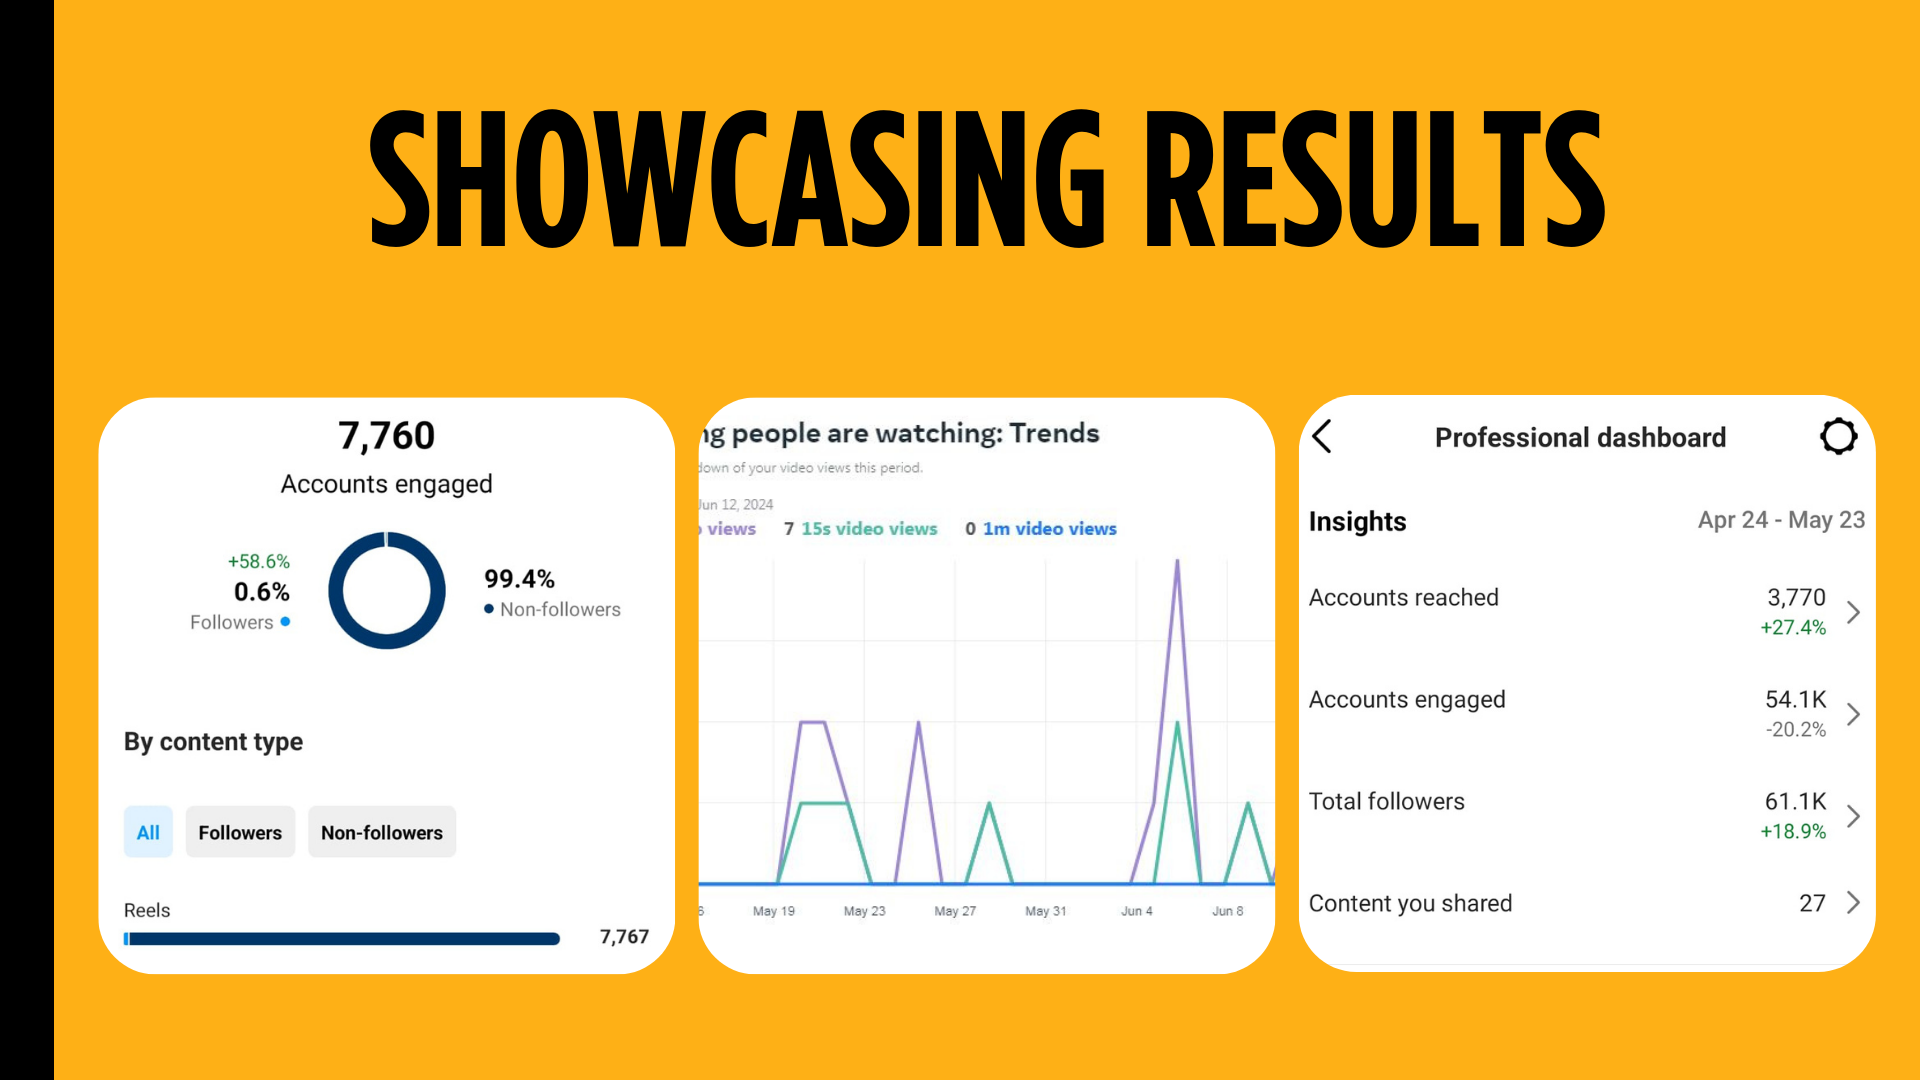 SHOWCASING RESULTS
7,760
Accounts engaged
+58.6%
0.6%
Followers
99.4%
Non-followers
By content type
All
Followers
Non-followers
Reels
7,767
people are watching: Trends
of your video views this period.
Jun 12, 2024
views
7 15s video views
0 1m video views
May 19
May 23
May 27
May 31
Jun 4
Jun 8
Professional dashboard
Insights
Apr 24 - May 23
Accounts reached
3,770
+27.4%
Accounts engaged
54.1K
-20.2%
Total followers
61.1K
+18.9%
Content you shared
27